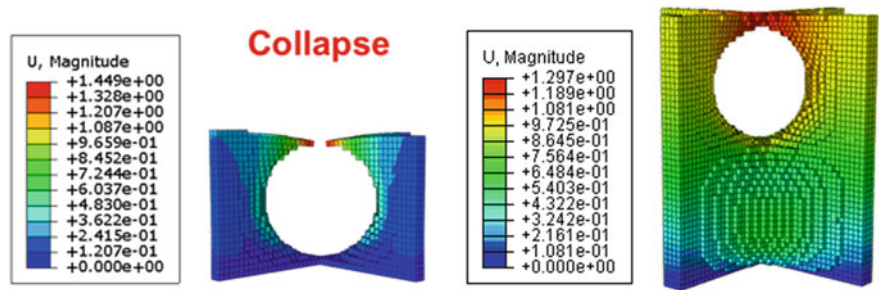 Collapse
U, Magnitude
+1.449e+00
+1.328e+00
+1.207e+00
+1.087e+00
+9.659e-01
+8.452e-01
+7.244e-01
+6.037e-01
+4.830e-01
+3.622e-01
+2.415e-01
+1.207e-01
+0.000e+00
U, Magnitude
+1.297e+00
+1.189e+00
+1.081e+00
+9.725e-01
+8.645e-01
+7.564e-01
+6.484e-01
+5.403e-01
+4.322e-01
+3.242e-01
+2.161e-01
+1.081e-01
+0.000e+00